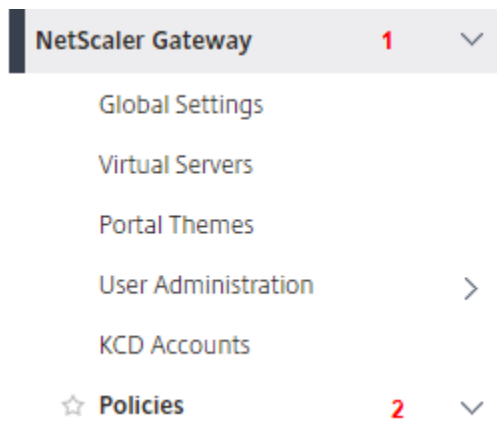 NetScaler Gateway 1
Global Settings
Virtual Servers
Portal Themes
User Administration
KCD Accounts
Policies 2